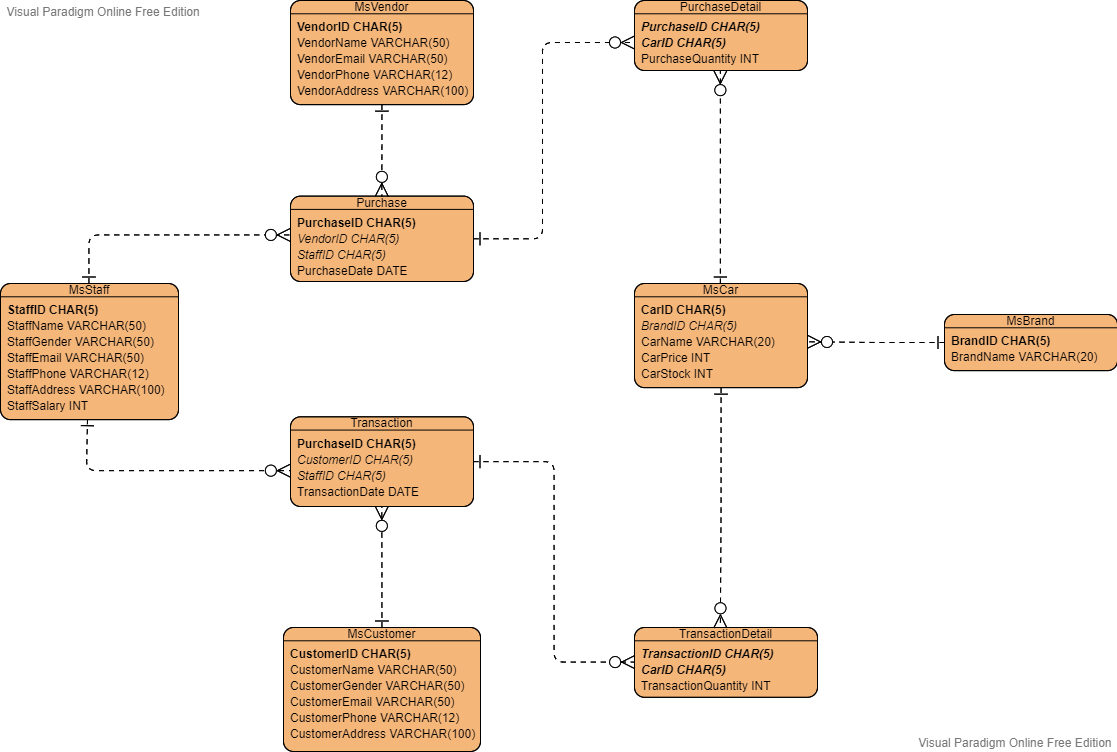 Visual Paradigm Online Free Edition
MsVendor
VendorID CHAR(5)
VendorName VARCHAR(50)
VendorEmail VARCHAR(50)
VendorPhone VARCHAR(12)
VendorAddress VARCHAR(100)
PurchaseDetail
PurchaseID CHAR(5)
CarID CHAR(5)
PurchaseQuantity INT
Purchase
PurchaseID CHAR(5)
VendorID CHAR(5)
StaffID CHAR(5)
PurchaseDate DATE
MsStaff
StaffID CHAR(5)
StaffName VARCHAR(50)
StaffGender VARCHAR(50)
StaffEmail VARCHAR(50)
StaffPhone VARCHAR(12)
StaffAddress VARCHAR(100)
StaffSalary INT
MsCar
CarID CHAR(5)
BrandID CHAR(5)
CarName VARCHAR(20)
CarPrice INT
CarStock INT
MsBrand
BrandID CHAR(5)
BrandName VARCHAR(20)
Transaction
PurchaseID CHAR(5)
CustomerID CHAR(5)
StaffID CHAR(5)
TransactionDate DATE
MsCustomer
CustomerID CHAR(5)
CustomerName VARCHAR(50)
CustomerGender VARCHAR(50)
CustomerEmail VARCHAR(50)
CustomerPhone VARCHAR(12)
CustomerAddress VARCHAR(100)
TransactionDetail
TransactionID CHAR(5)
CarID CHAR(5)
TransactionQuantity INT
Visual Paradigm Online Free Edition